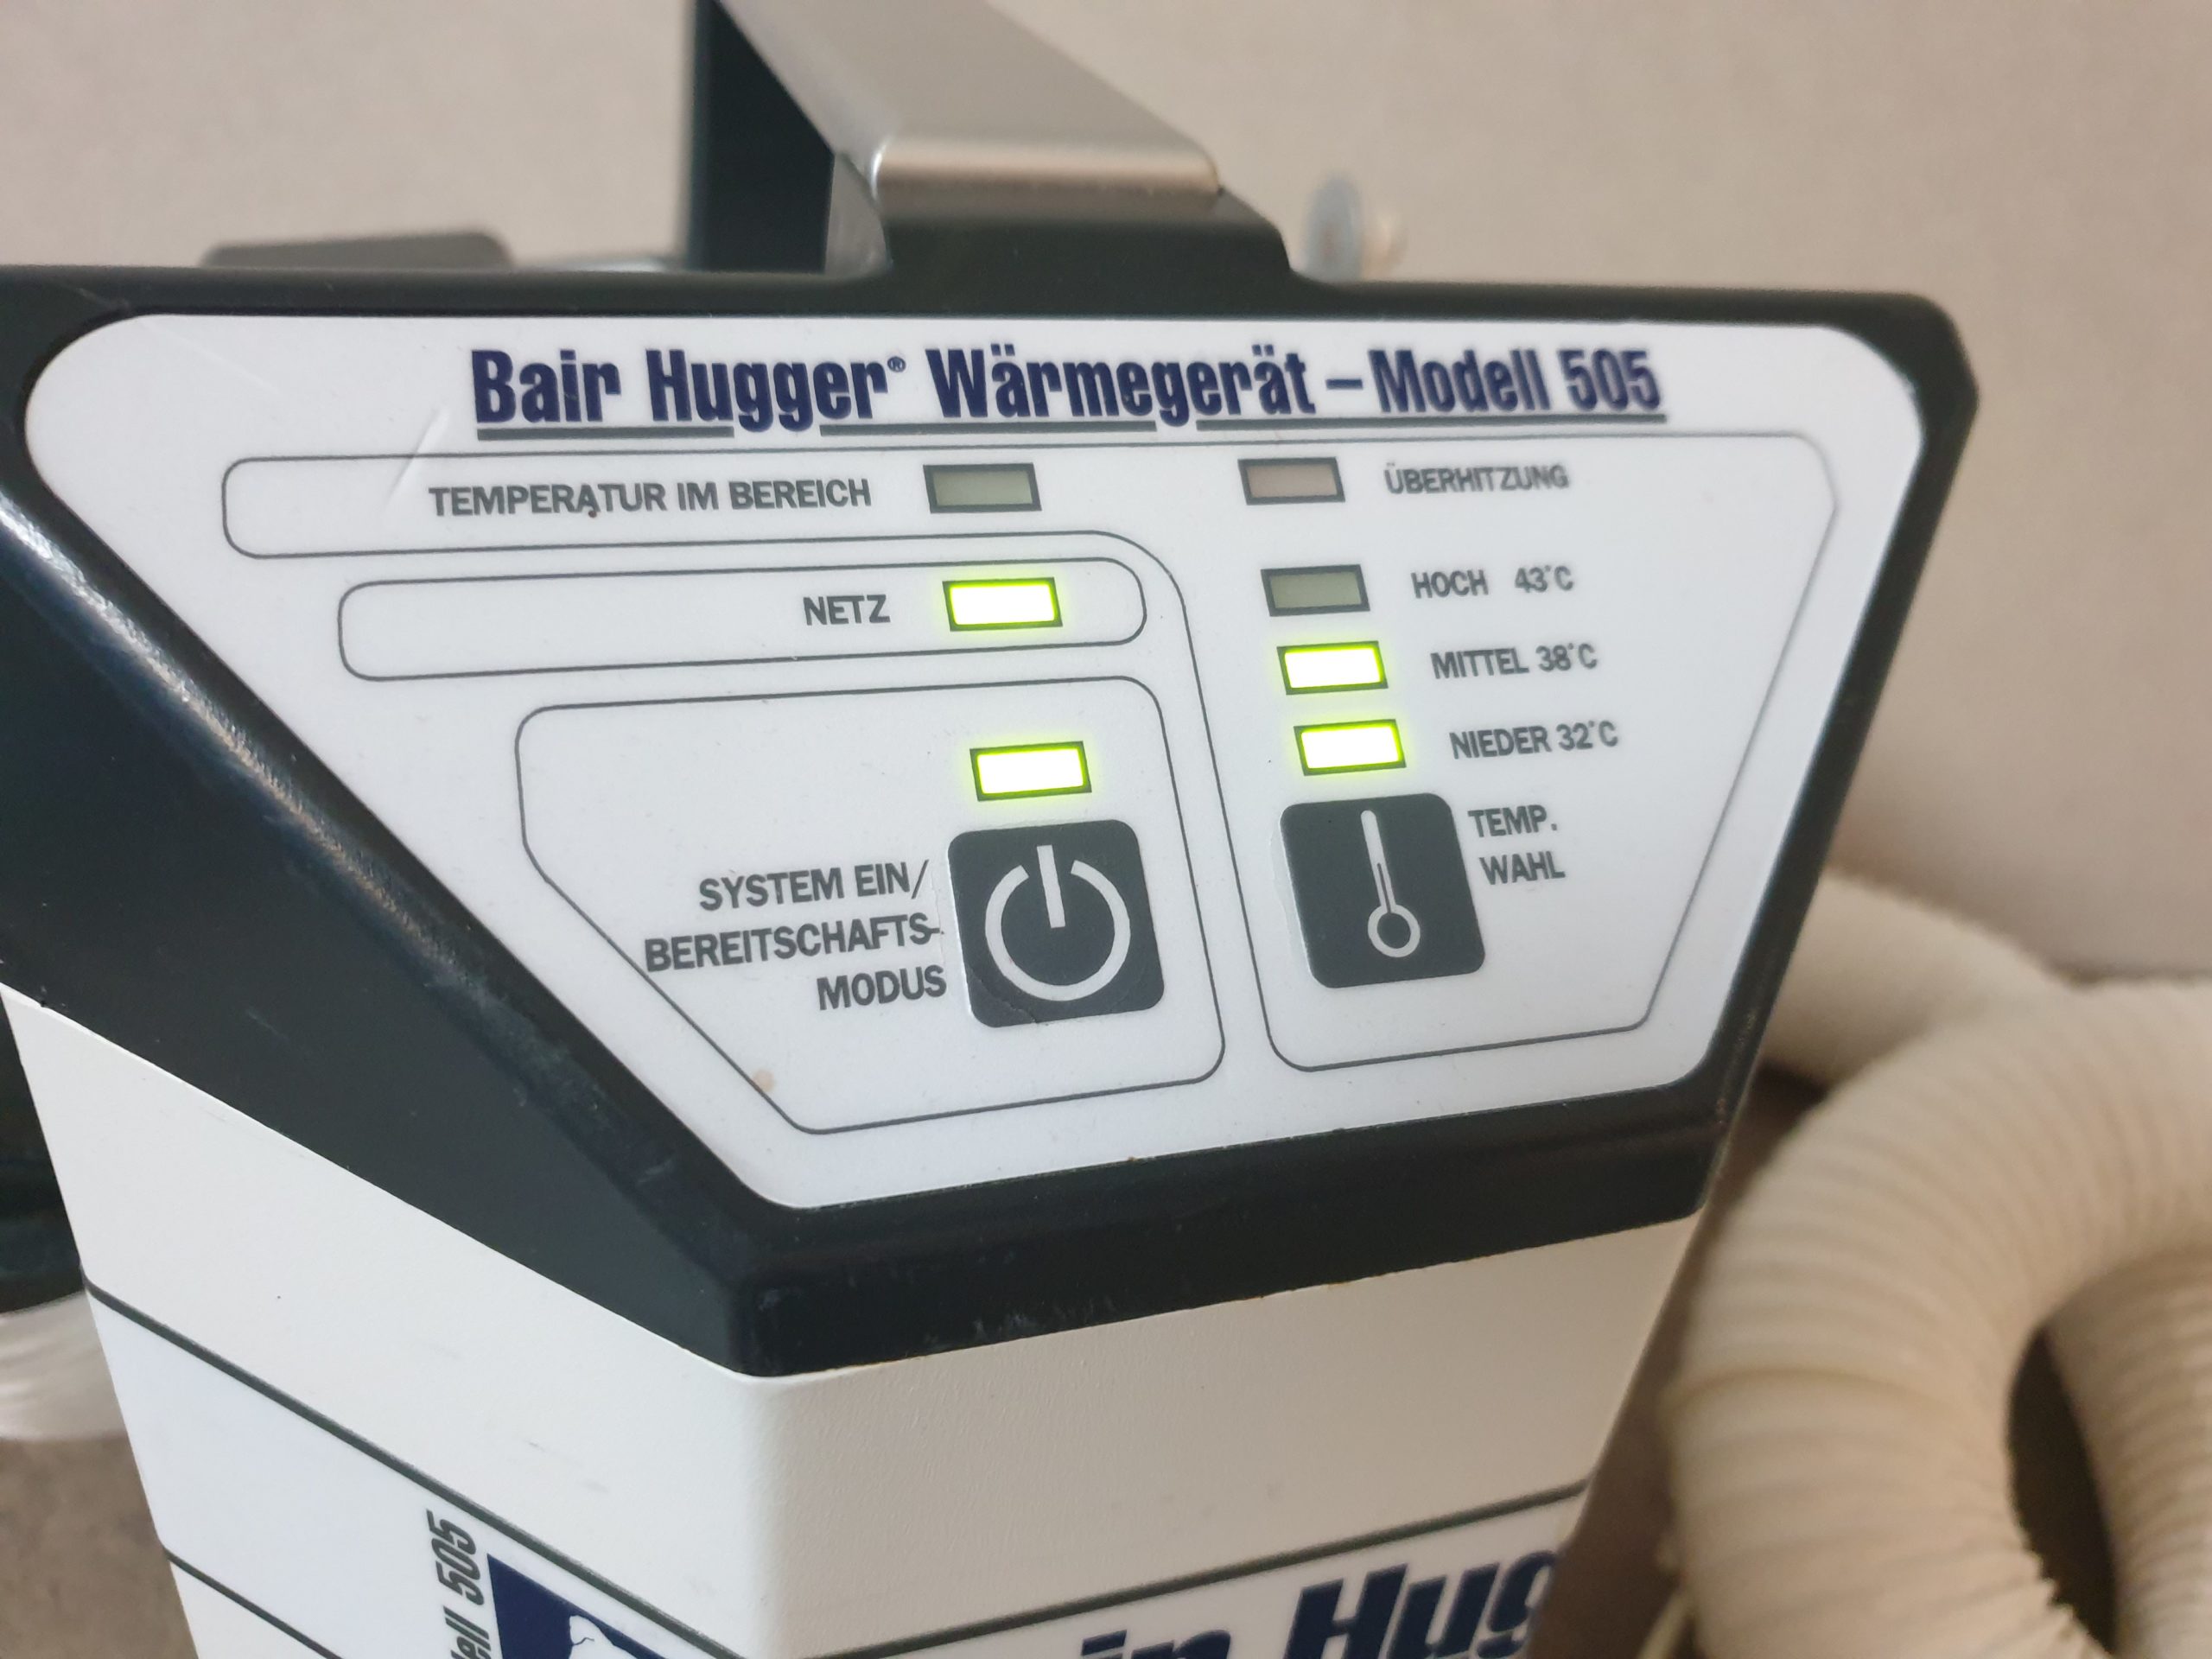 Bair Hugger® Wärmegerät – Modell 505
TEMPERATUR IM BEREICH
ÜBERHITZUNG
NETZ
HOCH 43°C
MITTEL 38°C
NIEDER 32°C
SYSTEM EIN/
BEREITSCHAFTS-
MODUS
TEMP.
WAHL
505
Hug